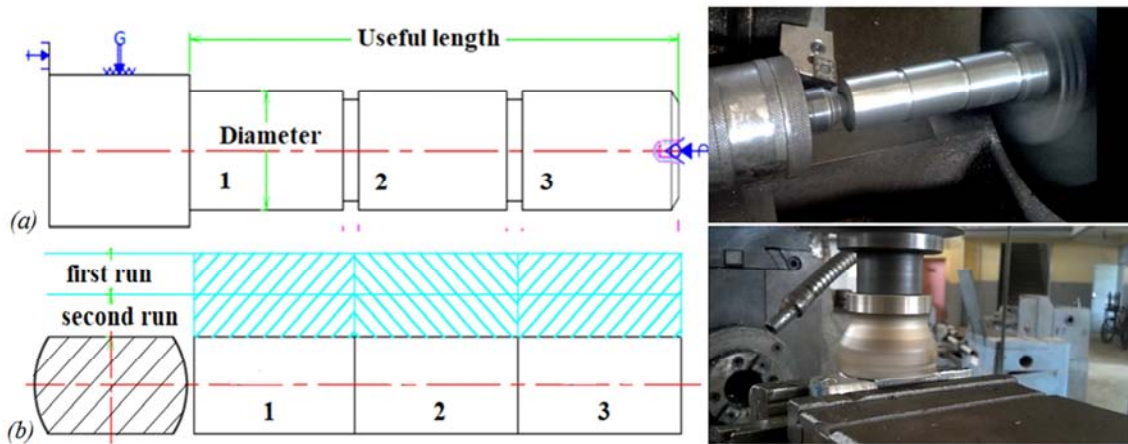 G
Useful length
Diameter
1
2
3
(a)
first run
second run
1
2
3
(b)